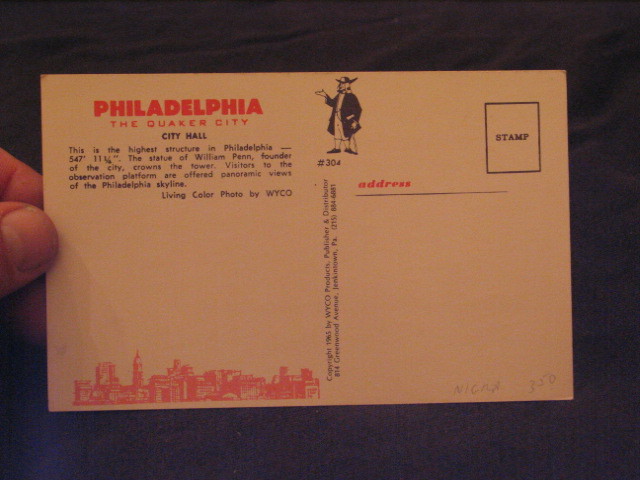 PHILADELPHIA
THE QUAKER CITY
CITY HALL
This is the highest structure in Philadelphia —
547' 11¼". The statue of William Penn, founder
of the city, crowns the tower. Visitors to the
observation platform are offered panoramic views
of the Philadelphia skyline.
Living Color Photo by WYCO
#304
Copyright 1965 by WYCO Products, Publisher & Distributor
814 Greenwood Avenue, Jenkintown, Pa. (215) 884-6681
STAMP
address
350